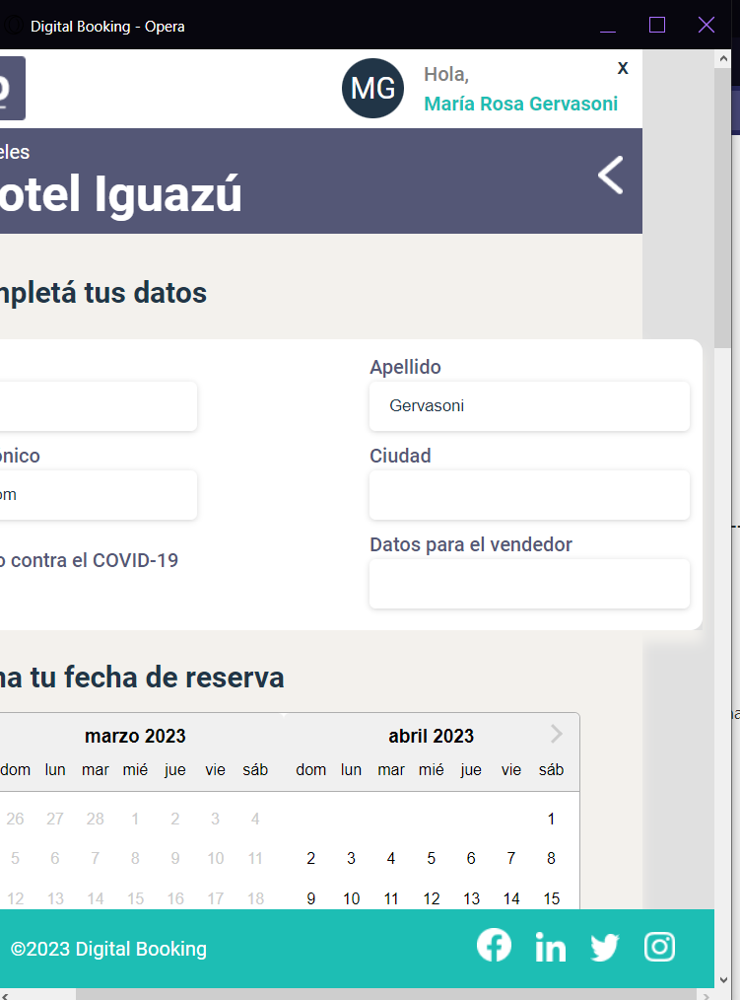 Digital Booking - Opera
X
MG
Hola,
María Rosa Gervasoni
eles
otel Iguazú
mpletá tus datos
Apellido
Gervasoni
ónico
Ciudad
om
Datos para el vendedor
o contra el COVID-19
na tu fecha de reserva
marzo 2023 abril 2023
dom lun mar mié jue vie sáb dom lun mar mié jue vie sáb
26 27 28 1 2 3 4 1
5 6 7 8 9 10 11 2 3 4 5 6 7 8
12 13 14 15 16 17 18 9 10 11 12 13 14 15
©2023 Digital Booking